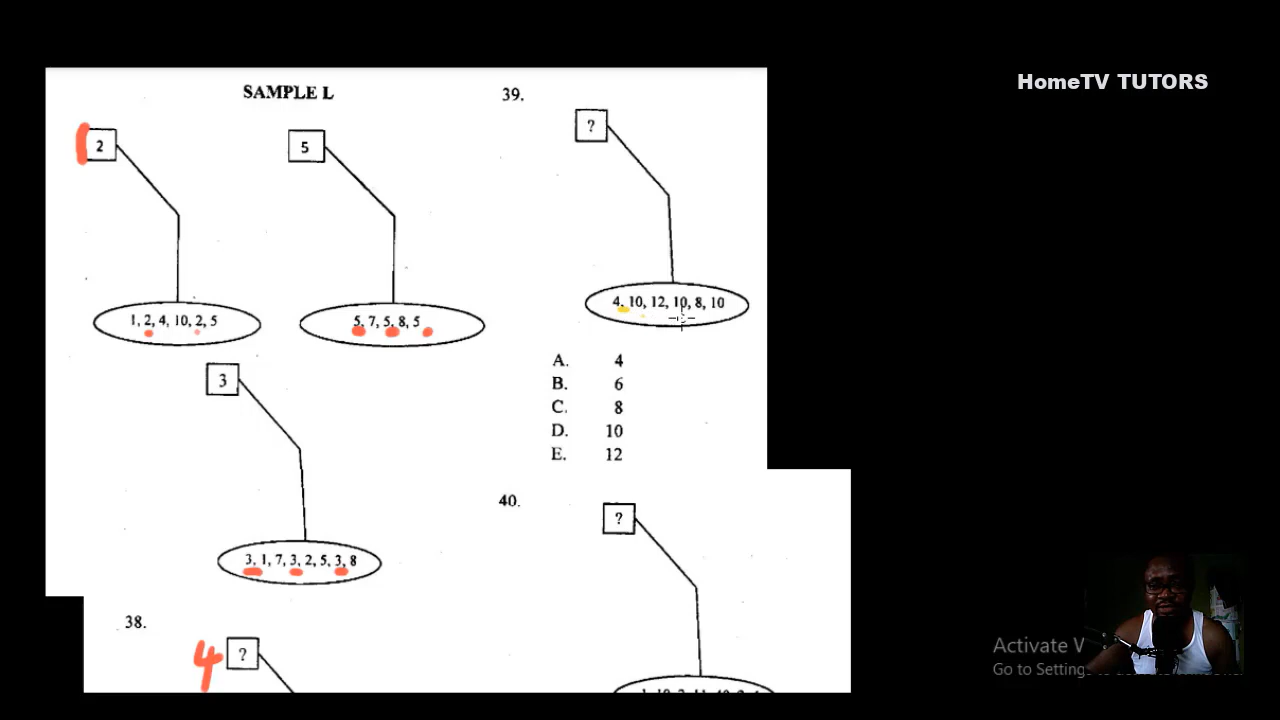 HomeTV TUTORS
SAMPLE L
2
5
1, 2, 4, 10, 2, 5
5, 7, 5, 8, 5
3
3, 1, 7, 3, 2, 5, 3, 8
38.
4
?
39.
?
4, 10, 12, 10, 8, 10
A. 4
B. 6
C. 8
D. 10
E. 12
40.
?
Activate
Go to Setting